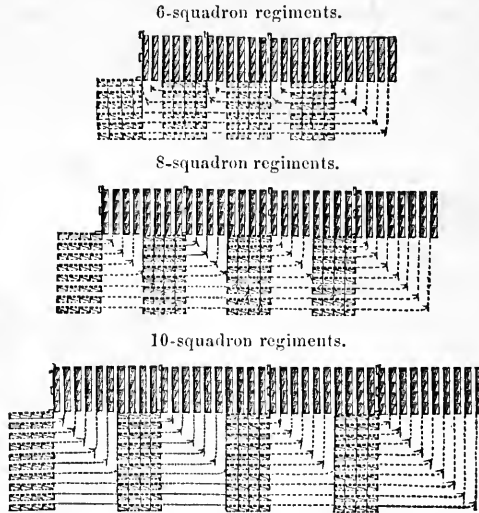 6-squadron regiments.
8-squadron regiments.
10-squadron regiments.